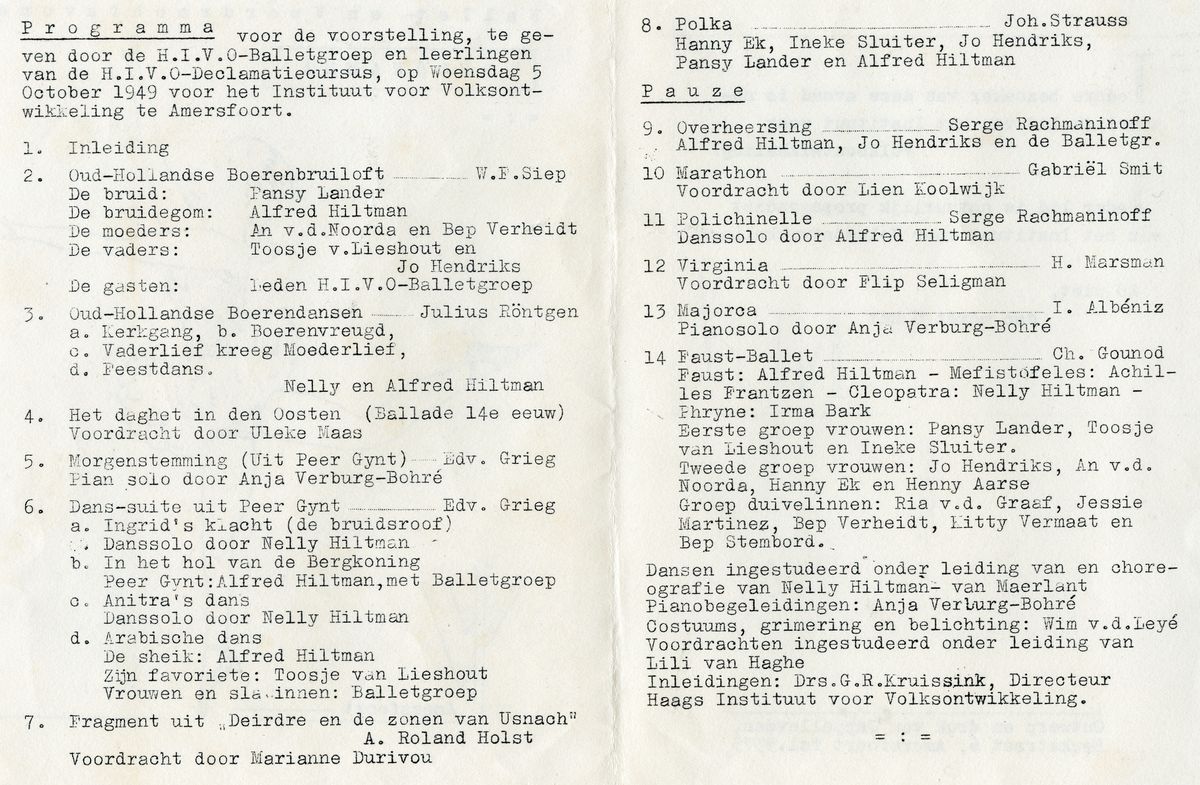 Programma voor de voorstelling, te ge-
ven door de H.I.V.O-Balletgroep en leerlingen
van de H.I.V.O-Declamatiecursus, op Woensdag 5
October 1949 voor het Instituut voor Volksont-
wikkeling te Amersfoort.
1. Inleiding
2. Oud-Hollandse Boerenbruiloft W.F.Siep
De bruid: Pansy Lander
De bruidegom: Alfred Hiltman
De moeders: An v.d.Noorda en Bep Verheidt
De vaders: Toosje v.Lieshout en
Jo Hendriks
De gasten: Leden H.I.V.O-Balletgroep
3. Oud-Hollandse Boerendansen Julius Röntgen
a. Kerkgang, b. Boerenvreugd,
c. Vaderlief kreeg Moederlief,
d. Feestdans.
Nelly en Alfred Hiltman
4. Het daghet in den Oosten (Ballade 14e eeuw)
Voordracht door Uleke Maas
5. Morgenstemming (Uit Peer Gynt) Edv. Grieg
Pian solo door Anja Verburg-Bohré
6. Dans-suite uit Peer Gynt Edv. Grieg
a. Ingrid's klacht (de bruidsroof)
Danssolo door Nelly Hiltman
b. In het hol van de Bergkoning
Peer Gynt:Alfred Hiltman,met Balletgroep
c. Anitra's dans
Danssolo door Nelly Hiltman
d. Arabische dans
De sheik: Alfred Hiltman
Zijn favoriete: Toosje van Lieshout
Vrouwen en slavinnen: Balletgroep
7. Fragment uit „Deirdre en de zonen van Usnach"
A. Roland Holst
Voordracht door Marianne Durivou
8. Polka Joh.Strauss
Hanny Ek, Ineke Sluiter, Jo Hendriks,
Pansy Lander en Alfred Hiltman
Pauze
9. Overheersing Serge Rachmaninoff
Alfred Hiltman, Jo Hendriks en de Balletgr.
10 Marathon Gabriël Smit
Voordracht door Lien Koolwijk
11 Polichinelle Serge Rachmaninoff
Danssolo door Alfred Hiltman
12 Virginia H. Marsman
Voordracht door Flip Seligman
13 Majorca I. Albéniz
Pianosolo door Anja Verburg-Bohré
14 Faust-Ballet Ch. Gounod
Faust: Alfred Hiltman - Mefistofeles: Achil-
les Frantzen - Cleopatra: Nelly Hiltman -
Phryne: Irma Bark
Eerste groep vrouwen: Pansy Lander, Toosje
van Lieshout en Ineke Sluiter.
Tweede groep vrouwen: Jo Hendriks, An v.d.
Noorda, Hanny Ek en Henny Aarse
Groep duivelinnen: Ria v.d. Graaf, Jessie
Martinez, Bep Verheidt, Kitty Vermaat en
Bep Stembord.
Dansen ingestudeerd onder leiding van en chore-
ografie van Nelly Hiltman- van Maerlant
Pianobegeleidingen: Anja Verburg-Bohré
Costuums, grimering en belichting: Wim v.d.Leyé
Voordrachten ingestudeerd onder leiding van
Lili van Haghe
Inleidingen: Drs.G.R.Kruissink, Directeur
Haags Instituut voor Volksontwikkeling.
= : =